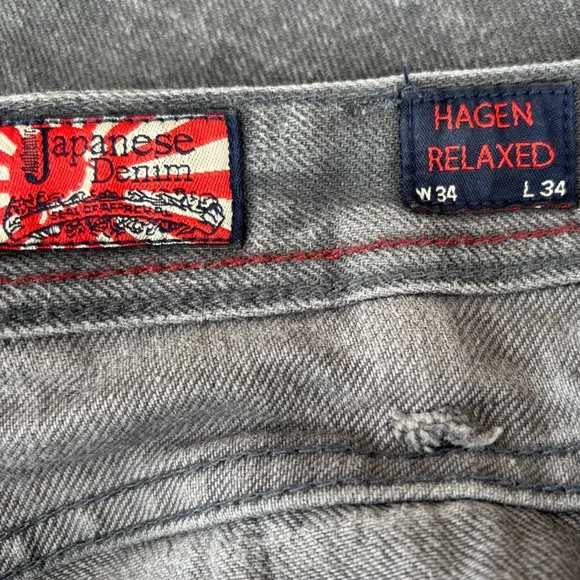 Japanese
Denim
HAGEN
RELAXED
W 34 L 34